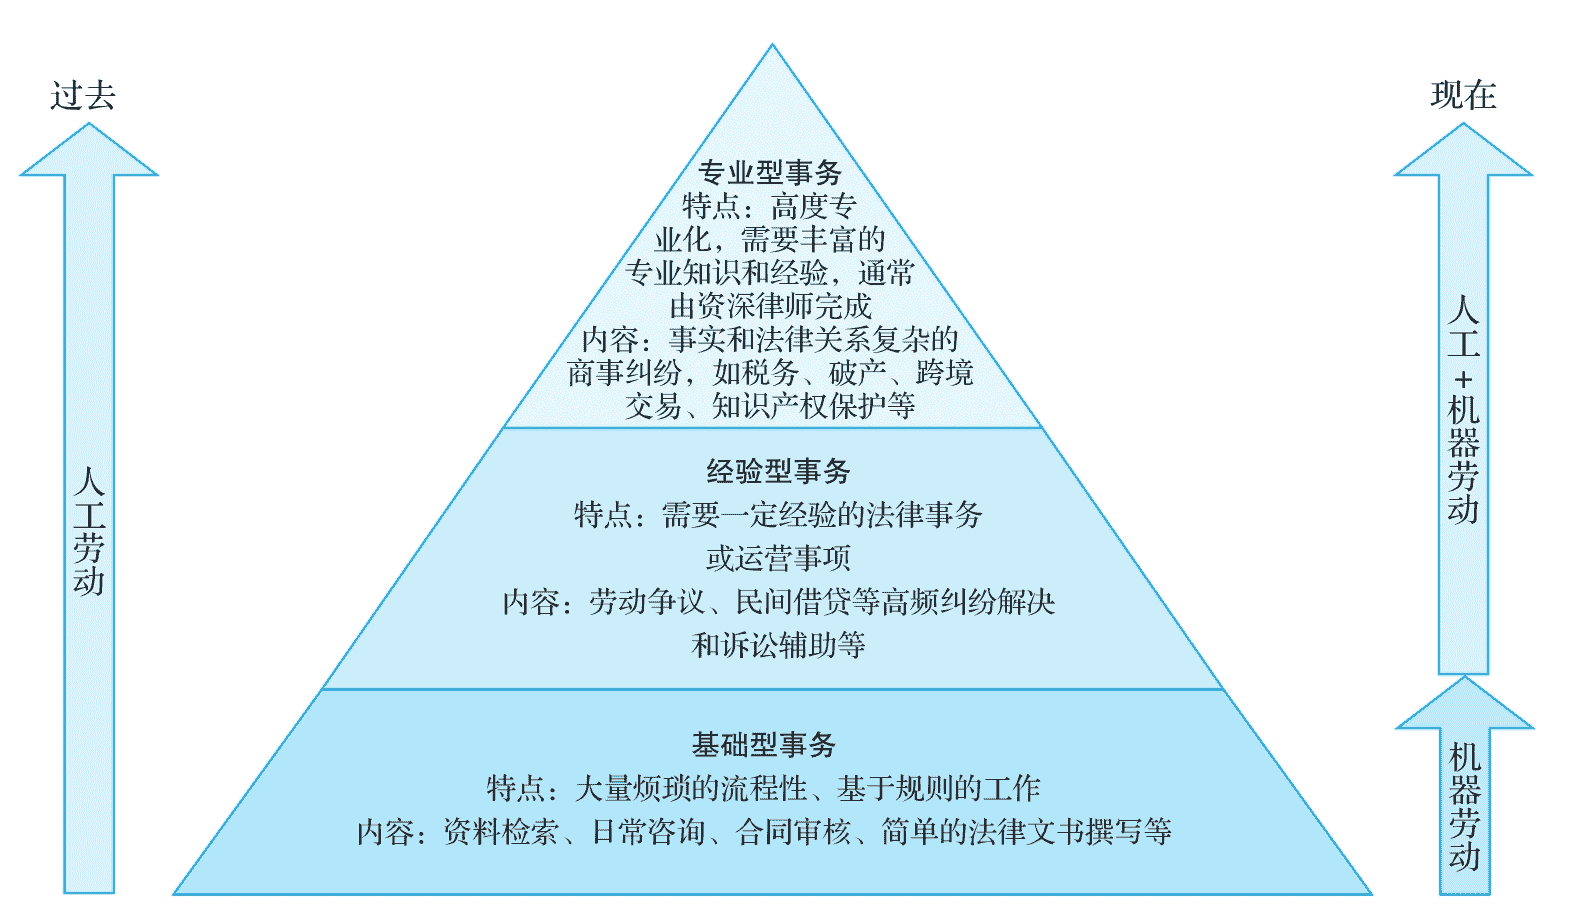 过去
人工劳动
专业型事务
特点：高度专
业化，需要丰富的
专业知识和经验，通常
由资深律师完成
内容：事实和法律关系复杂的
商事纠纷，如税务、破产、跨境
交易、知识产权保护等
经验型事务
特点：需要一定经验的法律事务
或运营事项
内容：劳动争议、民间借贷等高频纠纷解决
和诉讼辅助等
基础型事务
特点：大量烦琐的流程性、基于规则的工作
内容：资料检索、日常咨询、合同审核、简单的法律文书撰写等
现在
人工+机器劳动
机器劳动